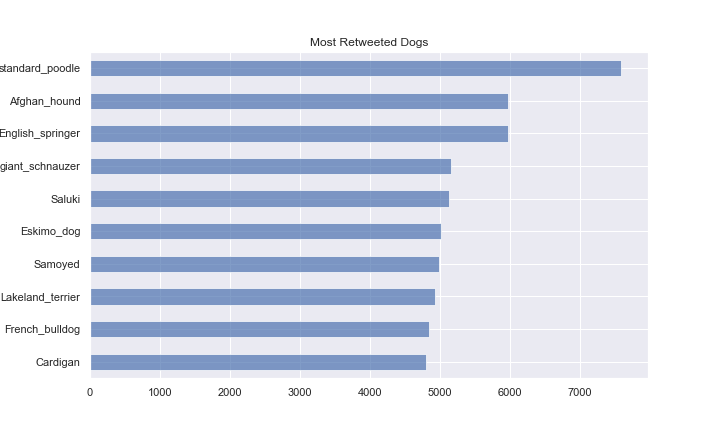 Most Retweeted Dogs
standard_poodle
Afghan_hound
English_springer
giant_schnauzer
Saluki
Eskimo_dog
Samoyed
Lakeland_terrier
French_bulldog
Cardigan
0 1000 2000 3000 4000 5000 6000 7000